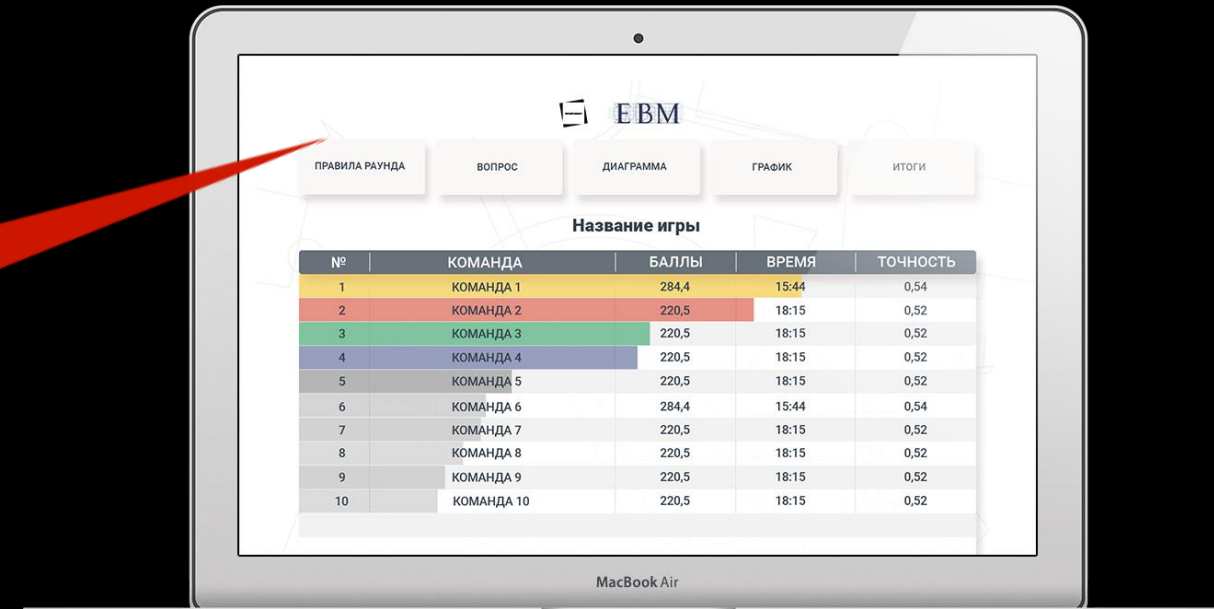 EBM
ПРАВИЛА РАУНДА ВОПРОС ДИАГРАММА ГРАФИК ИТОГИ
Название игры
№ КОМАНДА БАЛЛЫ ВРЕМЯ ТОЧНОСТЬ
1 КОМАНДА 1 284,4 15:44 0,54
2 КОМАНДА 2 220,5 18:15 0,52
3 КОМАНДА 3 220,5 18:15 0,52
4 КОМАНДА 4 220,5 18:15 0,52
5 КОМАНДА 5 220,5 18:15 0,52
6 КОМАНДА 6 284,4 15:44 0,54
7 КОМАНДА 7 220,5 18:15 0,52
8 КОМАНДА 8 220,5 18:15 0,52
9 КОМАНДА 9 220,5 18:15 0,52
10 КОМАНДА 10 220,5 18:15 0,52
MacBook Air